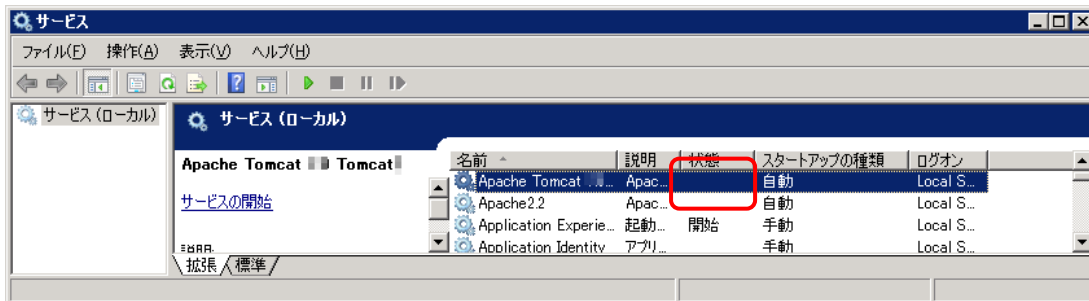 サービス
ファイル(F) 操作(A) 表示(V) ヘルプ(H)
サービス (ローカル)
サービス (ローカル)
Apache Tomcat Tomcat
サービスの開始
名前 説明 状態 スタートアップの種類 ログオン
Apache Tomcat ... Apac... 自動 Local S...
Apache2.2 Apac... 自動 Local S...
Application Experie... 起動... 開始 手動 Local S...
Application Identity アプリ... 手動 Local S...
拡張 標準